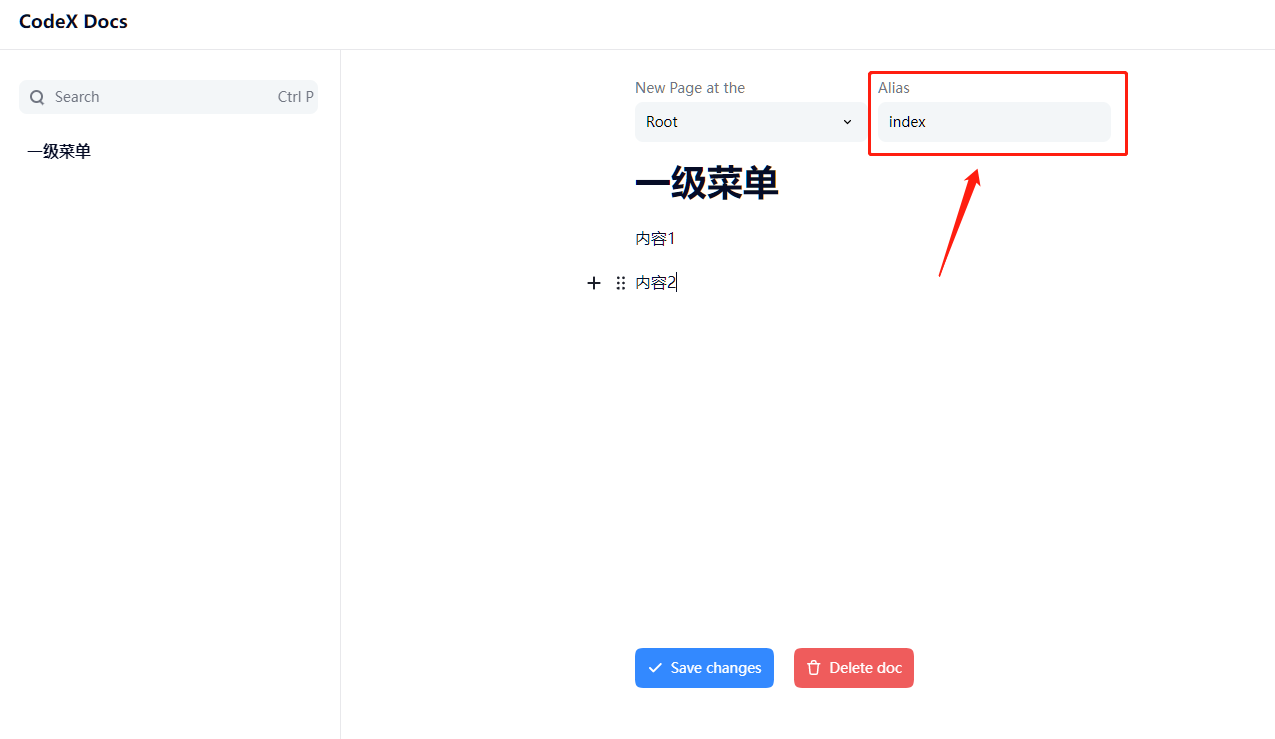 CodeX Docs
Search
Ctrl P
一级菜单
New Page at the
Alias
Root
index
一级菜单
内容1
内容2
Save changes
Delete doc